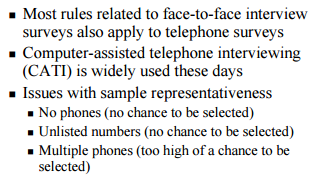 ▪ Most rules related to face-to-face interview
surveys also apply to telephone surveys
▪ Computer-assisted telephone interviewing
(CATI) is widely used these days
▪ Issues with sample representativeness
▪ No phones (no chance to be selected)
▪ Unlisted numbers (no chance to be selected)
▪ Multiple phones (too high of a chance to be
selected)